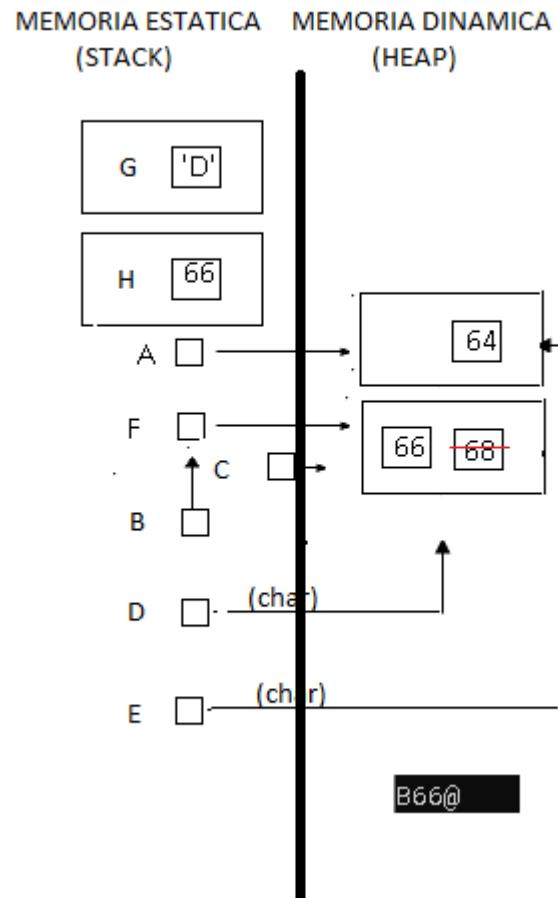 MEMORIA ESTATICA MEMORIA DINAMICA
(STACK) (HEAP)
G 'D'
H 66
A 64
F
C 66 68
B
D (char)
E (char)
B66@